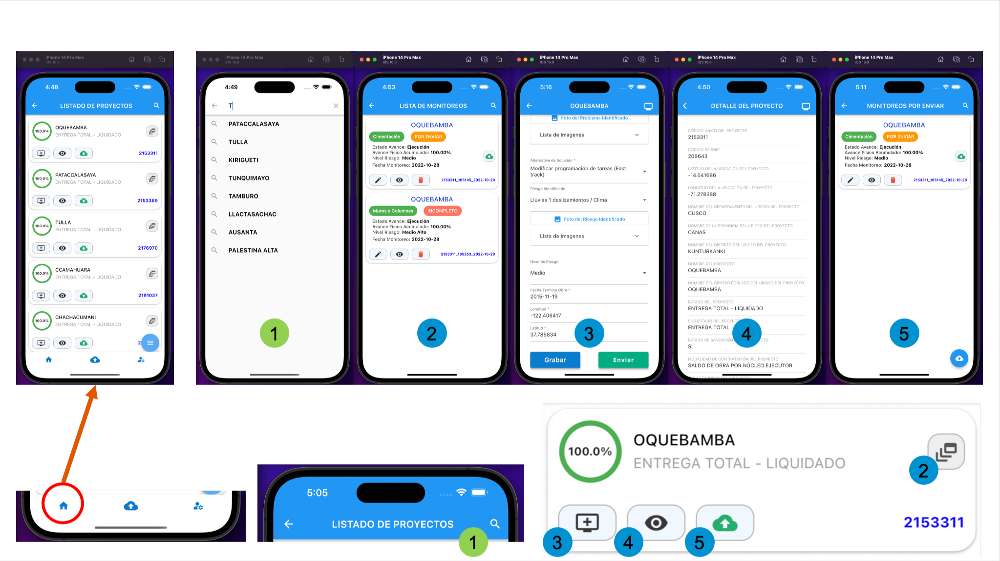 iPhone 14 Pro Max
iOS 16.0
4:48
LISTADO DE PROYECTOS
100.0%
OQUEBAMBA
ENTREGA TOTAL - LIQUIDADO
2153311
100.0%
PATACCALASAYA
ENTREGA TOTAL - LIQUIDADO
2153369
100.0%
TULLA
ENTREGA TOTAL - LIQUIDADO
2176970
100.0%
CCAMAHUARA
ENTREGA TOTAL - LIQUIDADO
2191037
100.0%
CHACHACUMANI
ENTREGA TOTAL - LIQUIDADO
2
iPhone 14 Pro Max
iOS 16.0
4:49
T
PATACCALASAYA
TULLA
KIRIGUETI
TUNQUIMAYO
TAMBURO
LLACTASACHAC
AUSANTA
PALESTINA ALTA
1
iPhone 14 Pro Max
iOS 16.0
4:53
LISTA DE MONITOREOS
OQUEBAMBA
Cimentación POR ENVIAR
Estado Avance: Ejecución
Avance Fisico Acumulado: 100.00%
Nivel Riesgo: Medio
Fecha Monitoreo: 2022-10-28
2153311_165145_2022-10-28
OQUEBAMBA
Muros y Columnas INCOMPLETO
Estado Avance: Ejecución
Avance Fisico Acumulado: 100.00%
Nivel Riesgo: Medio Alto
Fecha Monitoreo: 2022-10-28
2153311_165253_2022-10-28
2
iPhone 14 Pro Max
iOS 16.0
5:16
OQUEBAMBA
Foto del Problema Identificado
Lista de Imagenes
Alternativa de Solución *
Modificar programación de tareas (Fast
track)
Riesgo Identificado
Lluvias 1 deslizamientos / Clima
Foto del Riesgo Identificado
Lista de Imagenes
Nivel de Riesgo
Medio
Fecha Termino Obra *
2015-11-19
Longitud *
-122.406417
Latitud *
37.785834
3
Grabar Enviar
iPhone 14 Pro Max
iOS 16.0
4:50
DETALLE DEL PROYECTO
CÓDIGO ÚNICO DEL PROYECTO
2153311
CÓDIGO DE SNIP
208643
LATITUD DE LA UBICACIÓN DEL PROYECTO
-14.641686
LONGITUD DE LA UBICACIÓN DEL PROYECTO
-71.278388
NOMBRE DEL DEPARTAMENTO DEL UBIGEO DEL PROYECTO
CUSCO
NOMBRE DE LA PROVINCIA DEL UBIGEO DEL PROYECTO
CANAS
NOMBRE DEL DISTRITO DEL UBIGEO DEL PROYECTO
KUNTURKANKI
NOMBRE DEL PROYECTO
OQUEBAMBA
NOMBRE DEL CENTRO POBLADO DEL UBIGEO DEL PROYECTO
OQUEBAMBA
ESTADO DEL PROYECTO
ENTREGA TOTAL - LIQUIDADO
SUB ESTADO DEL PROYECT
ENTREGA TOTAL
4
ESTADO DE SANEAMIEN CTO
SI
MODALIDAD DE CONTRATACIÓN DEL PROYECTO
SALDO DE OBRA POR NÚCLEO EJECUTOR
iPhone 14 Pro Max
iOS 16.0
5:11
MONITOREOS POR ENVIAR
OQUEBAMBA
Cimentación POR ENVIAR
Estado Avance: Ejecución
Avance Fisico Acumulado: 100.00%
Nivel Riesgo: Medio
Fecha Monitoreo: 2022-10-28
2153311_165145_2022-10-28
5
5:05
LISTADO DE PROYECTOS
1
100.0%
OQUEBAMBA
ENTREGA TOTAL - LIQUIDADO
2
2153311
3 4 5